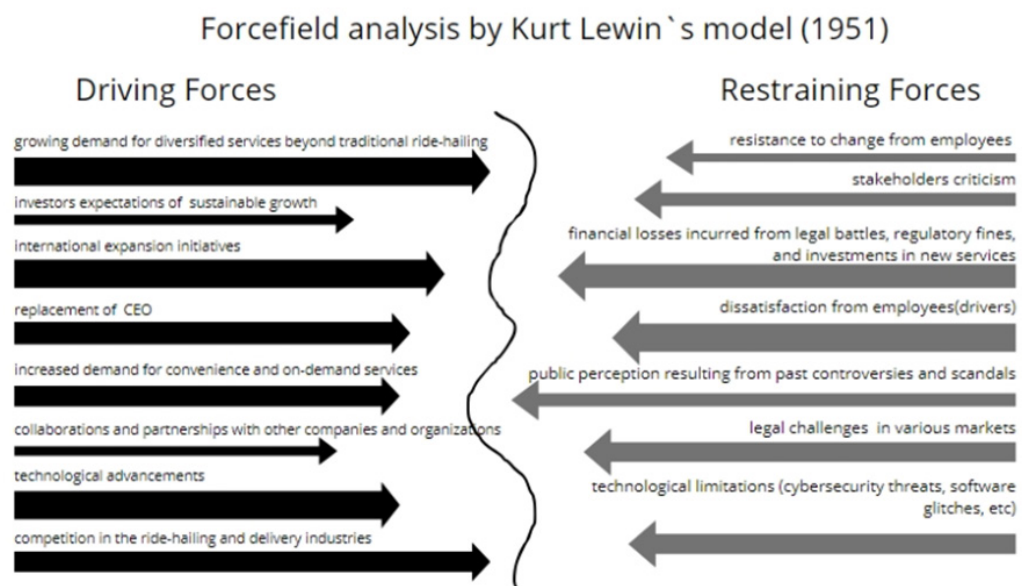 Forcefield analysis by Kurt Lewin`s model (1951)
Driving Forces
growing demand for diversified services beyond traditional ride-hailing
investors expectations of sustainable growth
international expansion initiatives
replacement of CEO
increased demand for convenience and on-demand services
collaborations and partnerships with other companies and organizations
technological advancements
competition in the ride-hailing and delivery industries
Restraining Forces
resistance to change from employees
stakeholders criticism
financial losses incurred from legal battles, regulatory fines,
and investments in new services
dissatisfaction from employees(drivers)
public perception resulting from past controversies and scandals
legal challenges in various markets
technological limitations (cybersecurity threats, software
glitches, etc)